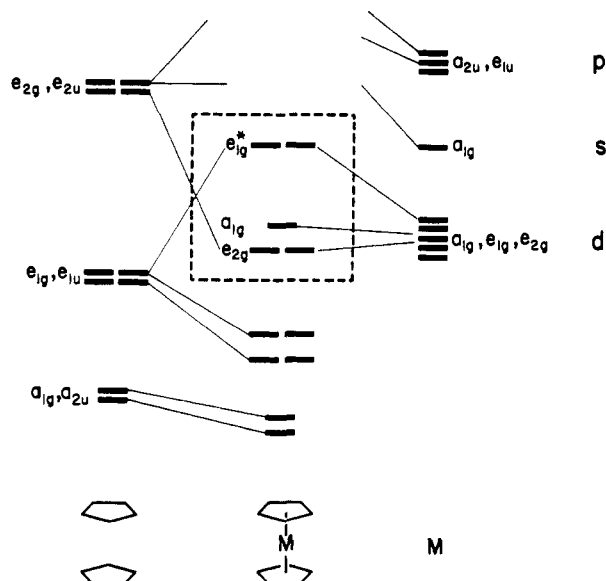 a₂ᵤ, e₁ᵤ p
e₂g, e₂ᵤ
e₁g* a₁g s
a₁g
a₁g, e₁g, e₂g d
e₂g
e₁g, e₁ᵤ
a₁g, a₂ᵤ
M M